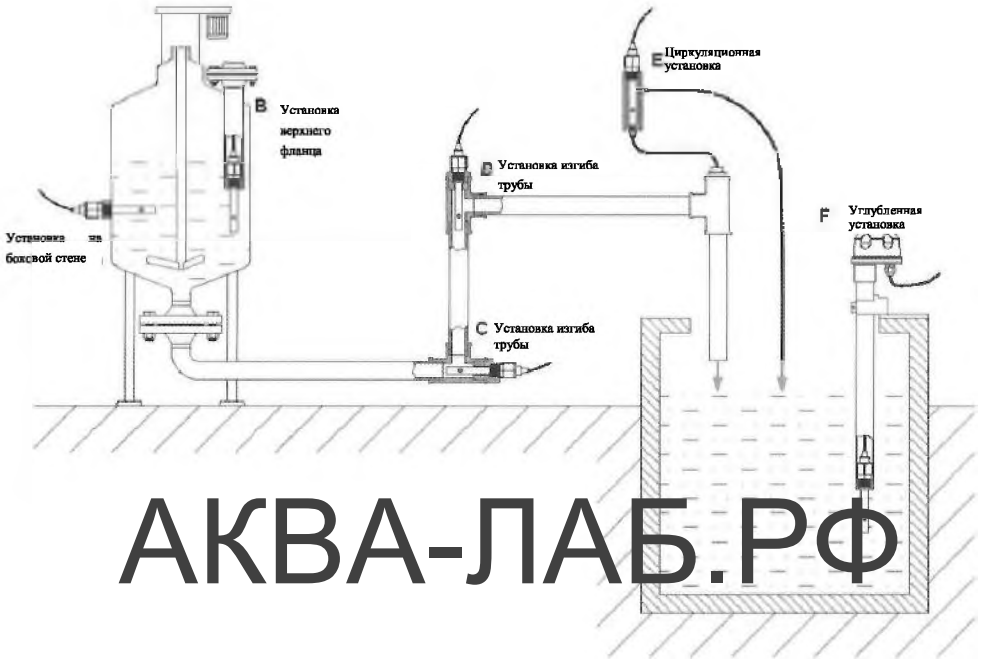 E Циркуляционная
установка
B Установка
верхнего
фланца
D Установка изгиба
трубы
F Углубленная
установка
Установка на
боковой стене
C Установка изгиба
трубы
АКВА-ЛАБ.РФ